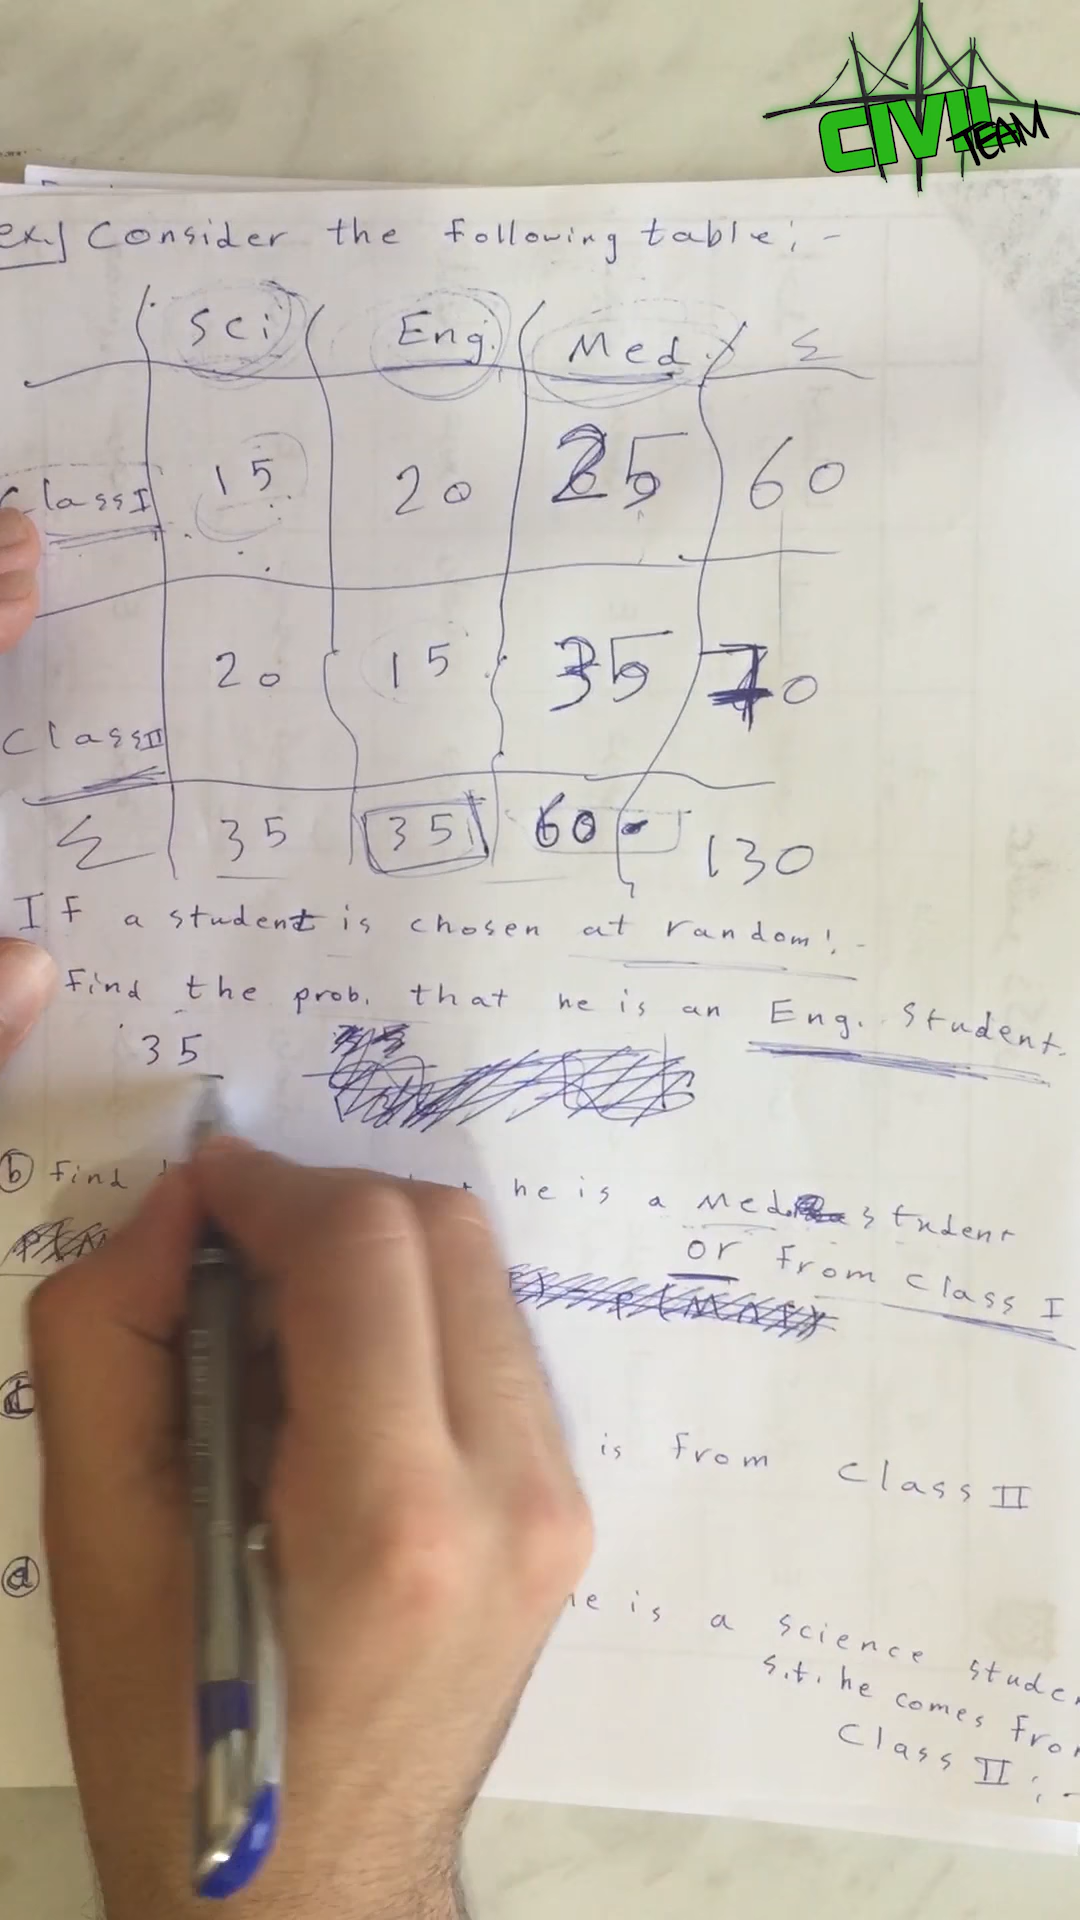 CIVIL
TEAM
ex.] Consider the following table:-
Sci Eng. Med. Σ
Class I 15 20 25 60
Class II 20 15 35 70
Σ 35 35 60 130
If a student is chosen at random:-
Find the prob. that he is an Eng. student.
35
b Find he is a Med. student
or from class I
is from class II
d he is a science
s.t. he comes
Class II :-